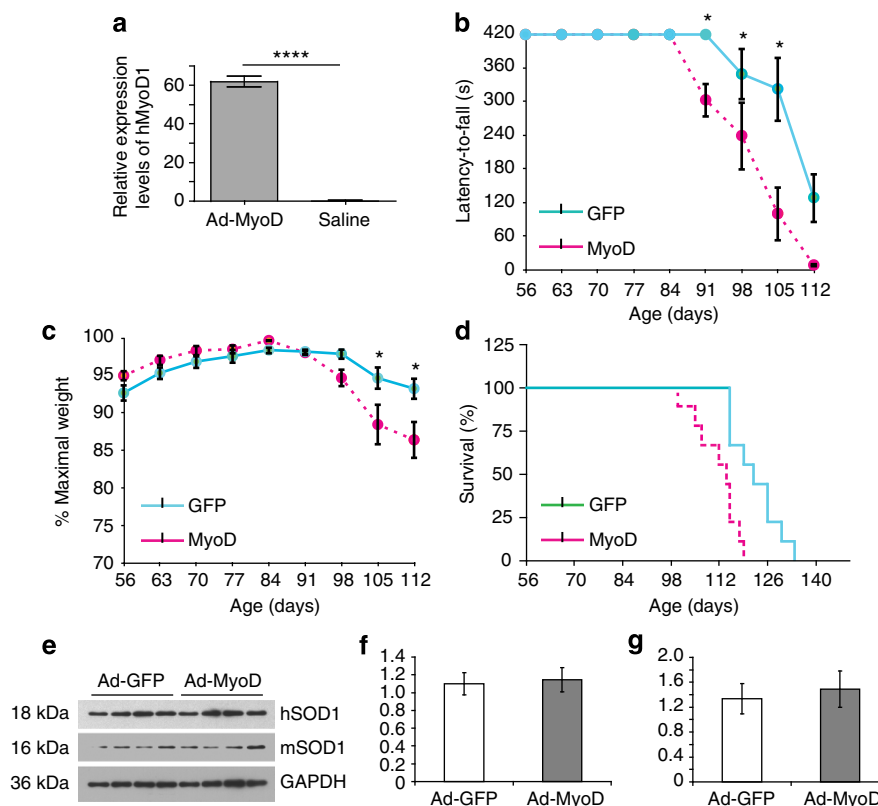 a
Relative expression
levels of hMyoD1
60
40
20
0
****
Ad-MyoD
Saline
b
Latency-to-fall (s)
420
360
300
240
180
120
60
0
* * *
GFP
MyoD
56 63 70 77 84 91 98 105 112
Age (days)
c
% Maximal weight
100
95
90
85
80
75
70
* *
GFP
MyoD
56 63 70 77 84 91 98 105 112
Age (days)
d
Survival (%)
125
100
75
50
25
0
GFP
MyoD
56 70 84 98 112 126 140
Age (days)
e
Ad-GFP Ad-MyoD
18 kDa hSOD1
16 kDa mSOD1
36 kDa GAPDH
f
1.4
1.2
1.0
0.8
0.6
0.4
0.2
0
Ad-GFP Ad-MyoD
g
2.0
1.6
1.2
0.8
0.4
0
Ad-GFP Ad-MyoD